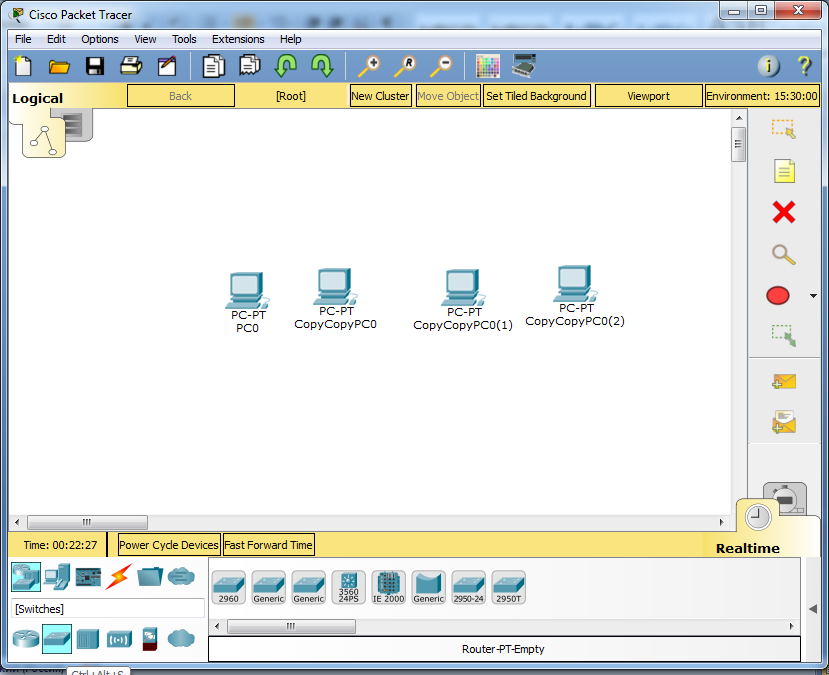 Cisco Packet Tracer
File Edit Options View Tools Extensions Help
Logical
Back
[Root]
New Cluster
Move Object
Set Tiled Background
Viewport
Environment: 15:30:00
PC-PT
PC0
PC-PT
CopyCopyPC0
PC-PT
CopyCopyPC0(1)
PC-PT
CopyCopyPC0(2)
Time: 00:22:27
Power Cycle Devices
Fast Forward Time
Realtime
[Switches]
2960
Generic
Generic
3560
24PS
IE 2000
Generic
2950-24
2950T
Router-PT-Empty
Ctrl+Alt+S